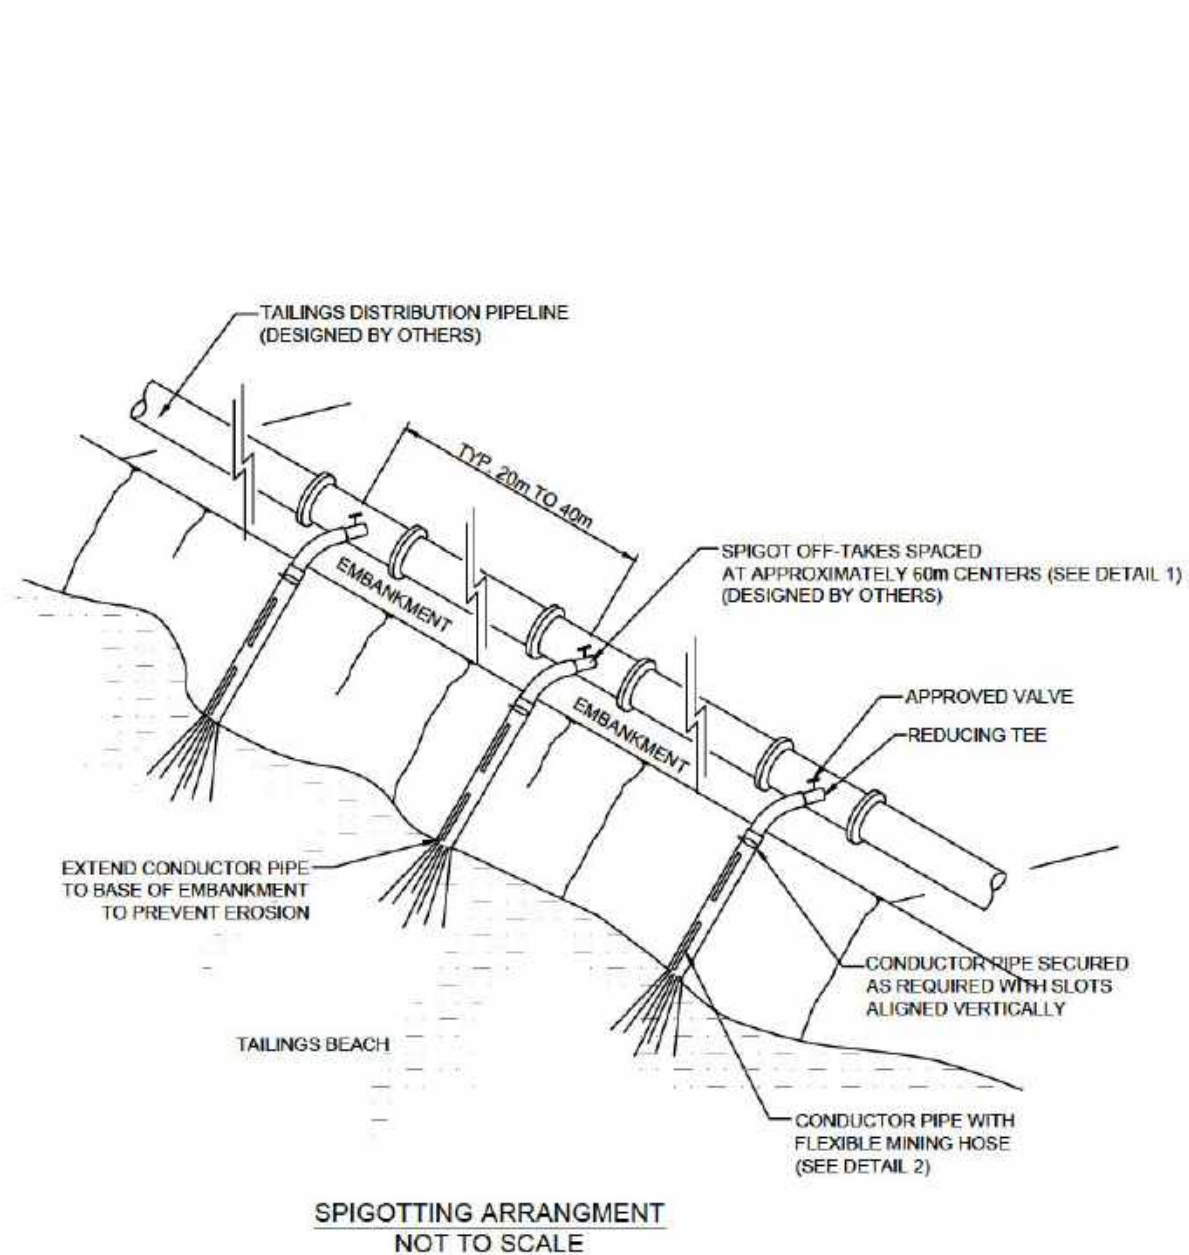 TAILINGS DISTRIBUTION PIPELINE
(DESIGNED BY OTHERS)
TYP. 20m TO 40m
SPIGOT OFF-TAKES SPACED
AT APPROXIMATELY 60m CENTERS (SEE DETAIL 1)
(DESIGNED BY OTHERS)
EMBANKMENT
EMBANKMENT
APPROVED VALVE
REDUCING TEE
EXTEND CONDUCTOR PIPE
TO BASE OF EMBANKMENT
TO PREVENT EROSION
CONDUCTOR PIPE SECURED
AS REQUIRED WITH SLOTS
ALIGNED VERTICALLY
TAILINGS BEACH
CONDUCTOR PIPE WITH
FLEXIBLE MINING HOSE
(SEE DETAIL 2)
SPIGOTTING ARRANGMENT
NOT TO SCALE